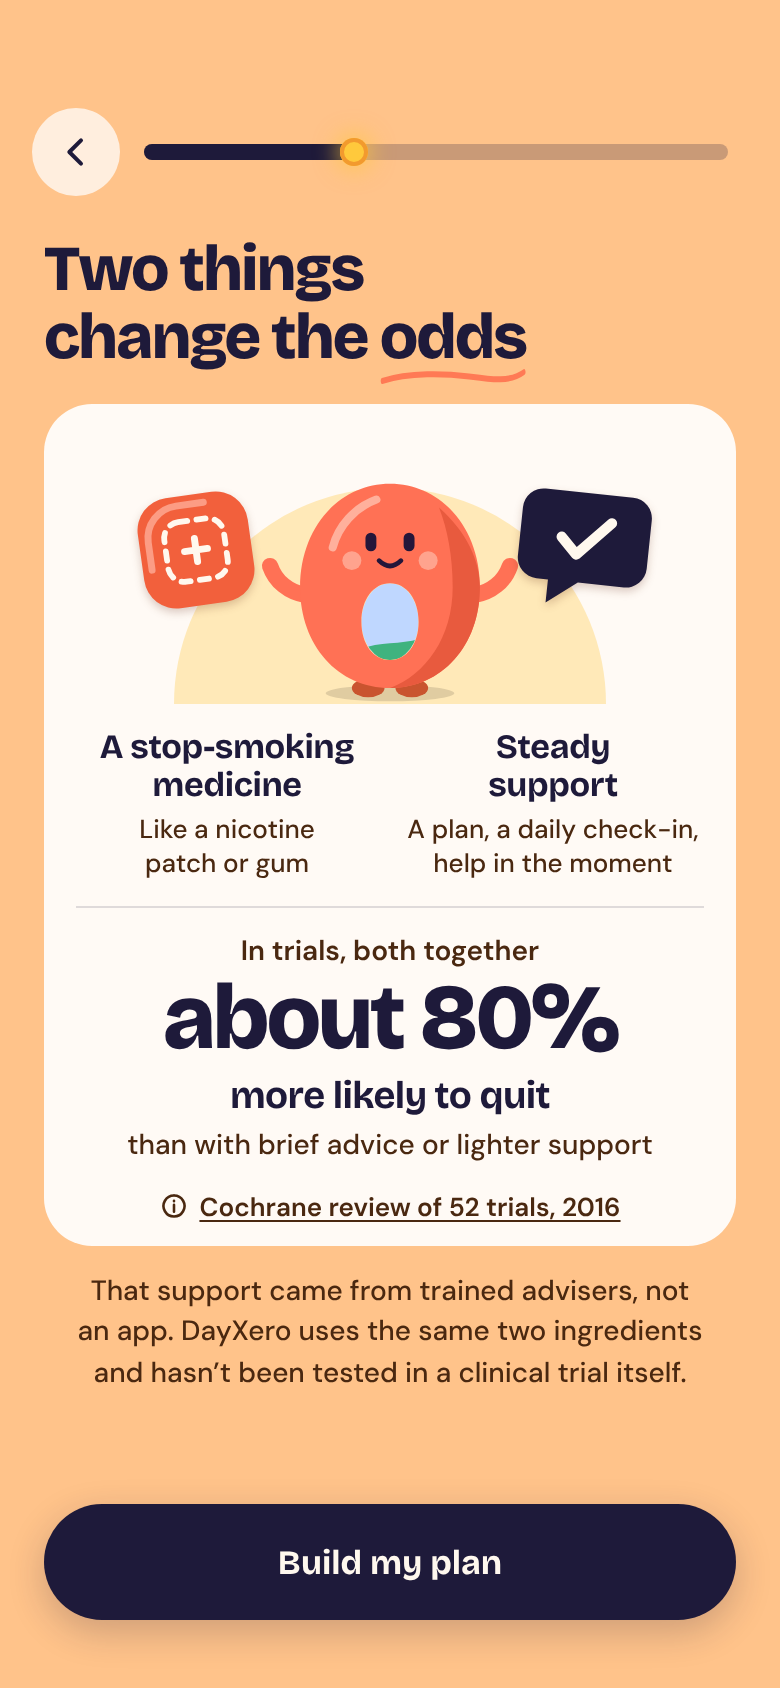 Two things
change the odds
A stop-smoking
medicine
Like a nicotine
patch or gum
Steady
support
A plan, a daily check-in,
help in the moment
In trials, both together
about 80%
more likely to quit
than with brief advice or lighter support
Cochrane review of 52 trials, 2016
That support came from trained advisers, not
an app. DayXero uses the same two ingredients
and hasn’t been tested in a clinical trial itself.
Build my plan